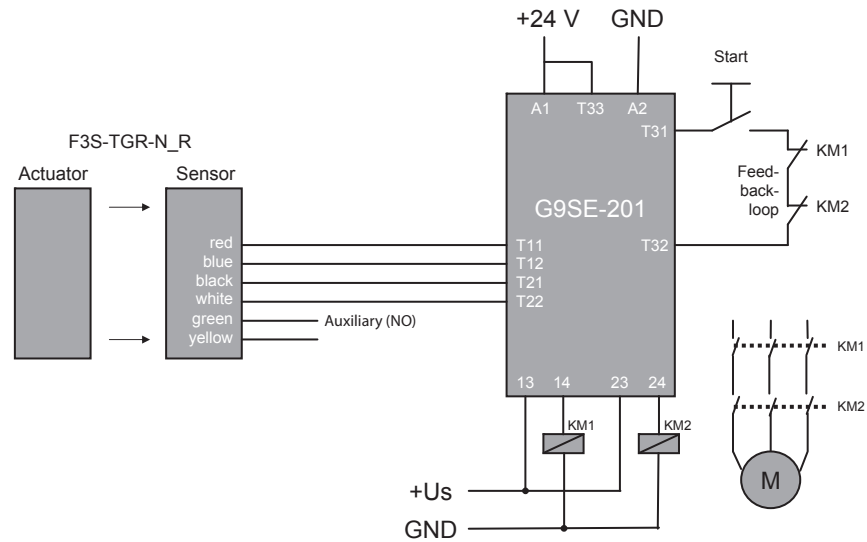 +24 V GND
Start
A1 T33 A2
T31
F3S-TGR-N_R
Actuator Sensor
KM1
Feed-
back-
loop
G9SE-201
KM2
red T11 T32
blue T12
black T21
white T22
green Auxiliary (NO)
yellow
KM1
13 14 23 24
KM2
KM1 KM2
M
+Us
GND